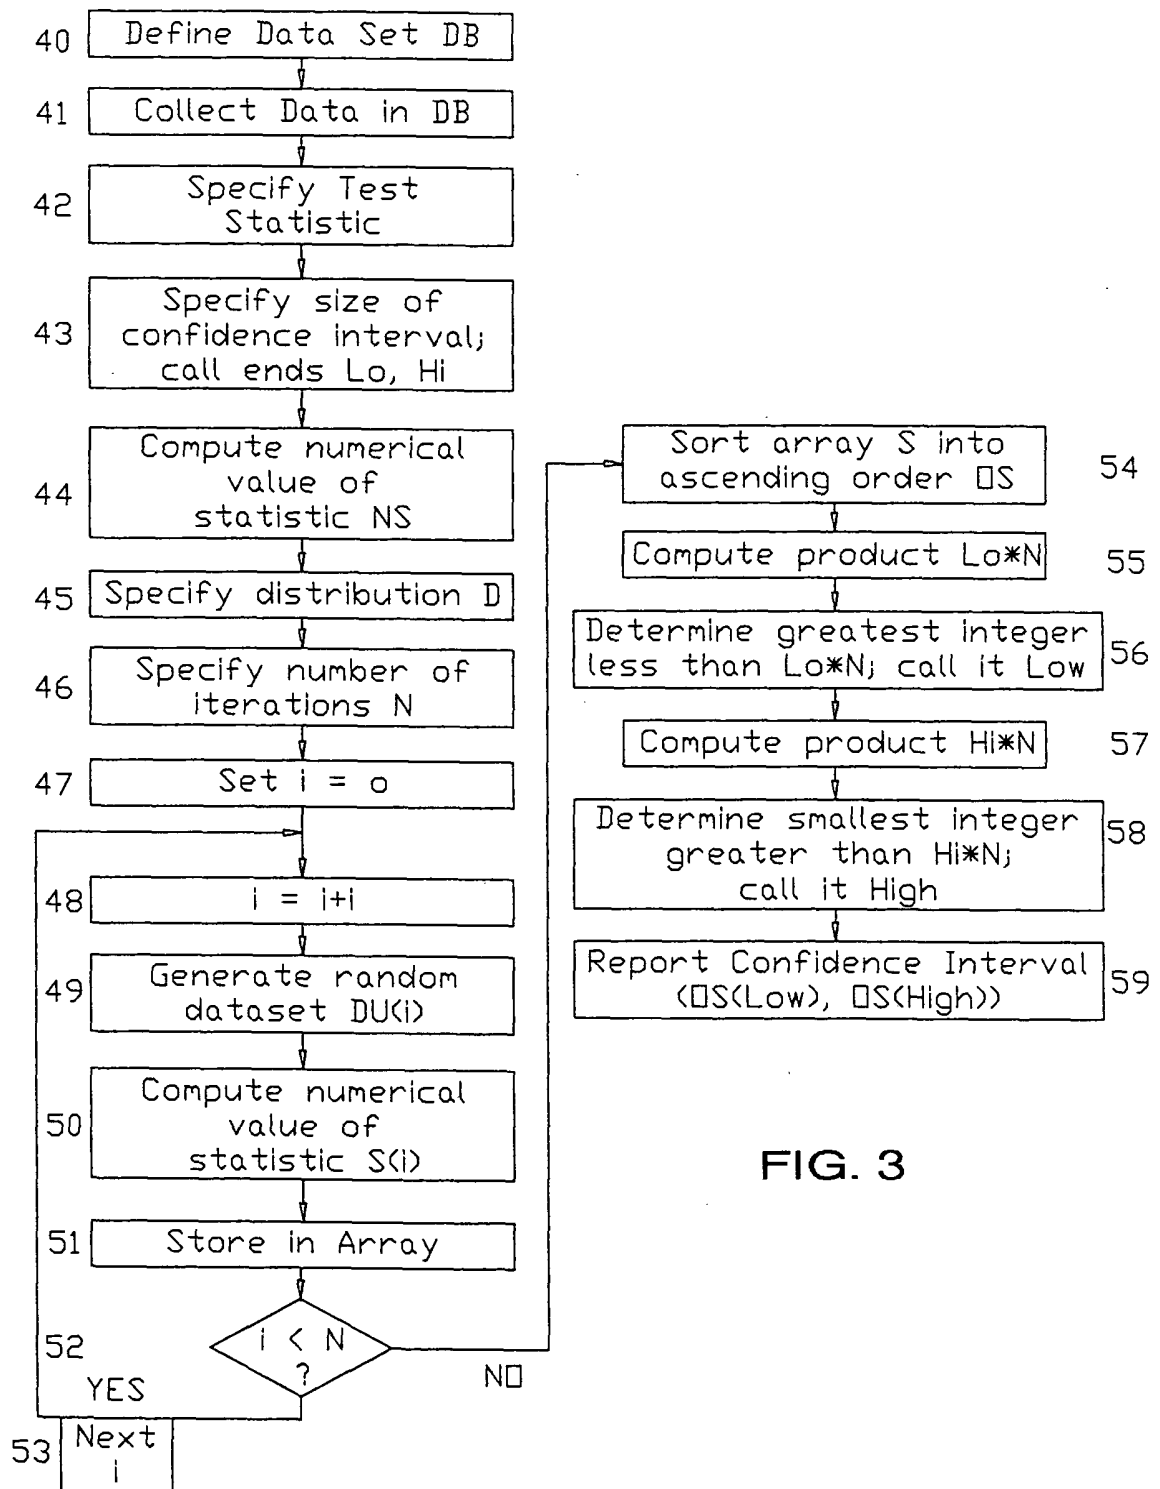 40
Define Data Set DB
41
Collect Data in DB
42
Specify Test
Statistic
43
Specify size of
confidence interval;
call ends Lo, Hi
44
Compute numerical
value of
statistic NS
45
Specify distribution D
46
Specify number of
iterations N
47
Set i = o
48
i = i+i
49
Generate random
dataset DU(i)
50
Compute numerical
value of
statistic S(i)
51
Store in Array
52
i < N
?
YES
NO
53
Next
i
Sort array S into
ascending order OS
54
Compute product Lo*N
55
Determine greatest integer
less than Lo*N; call it Low
56
Compute product Hi*N
57
Determine smallest integer
greater than Hi*N;
call it High
58
Report Confidence Interval
(OS(Low), OS(High))
59
FIG. 3